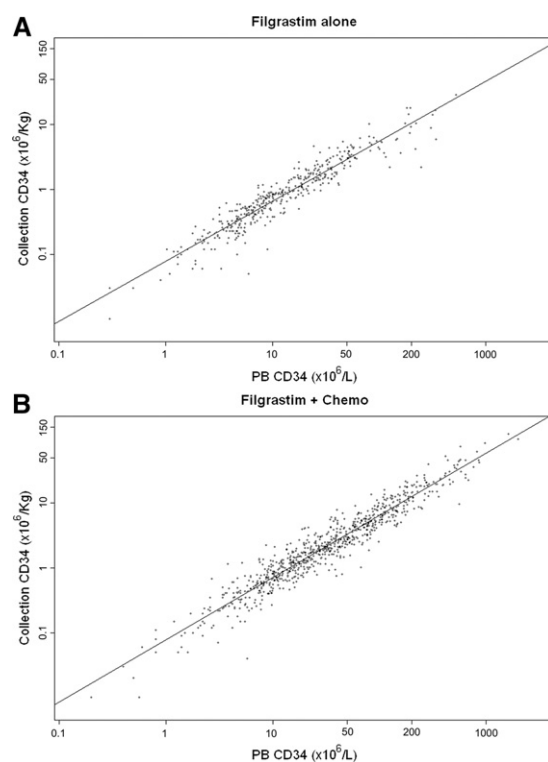 A
Filgrastim alone
Collection CD34 (x10⁶/Kg)
150
50
10
1
0.1
0.1 1 10 50 200 1000
PB CD34 (x10⁶/L)
B
Filgrastim + Chemo
Collection CD34 (x10⁶/Kg)
150
50
10
1
0.1
0.1 1 10 50 200 1000
PB CD34 (x10⁶/L)